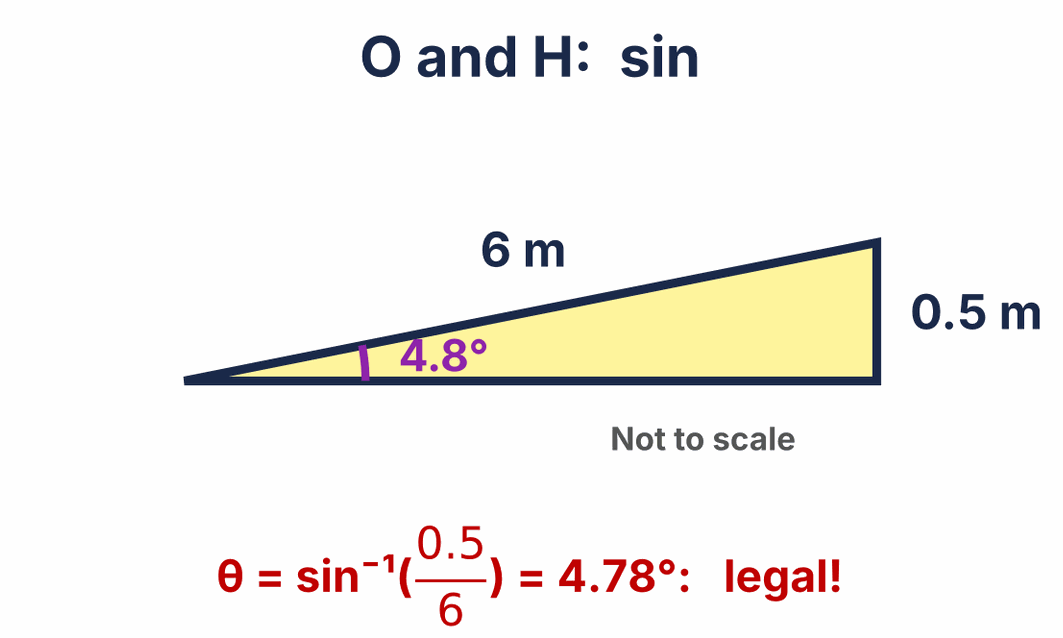 O and H: sin
6 m
0.5 m
4.8°
Not to scale
θ = sin⁻¹(0.5/6) = 4.78°: legal!